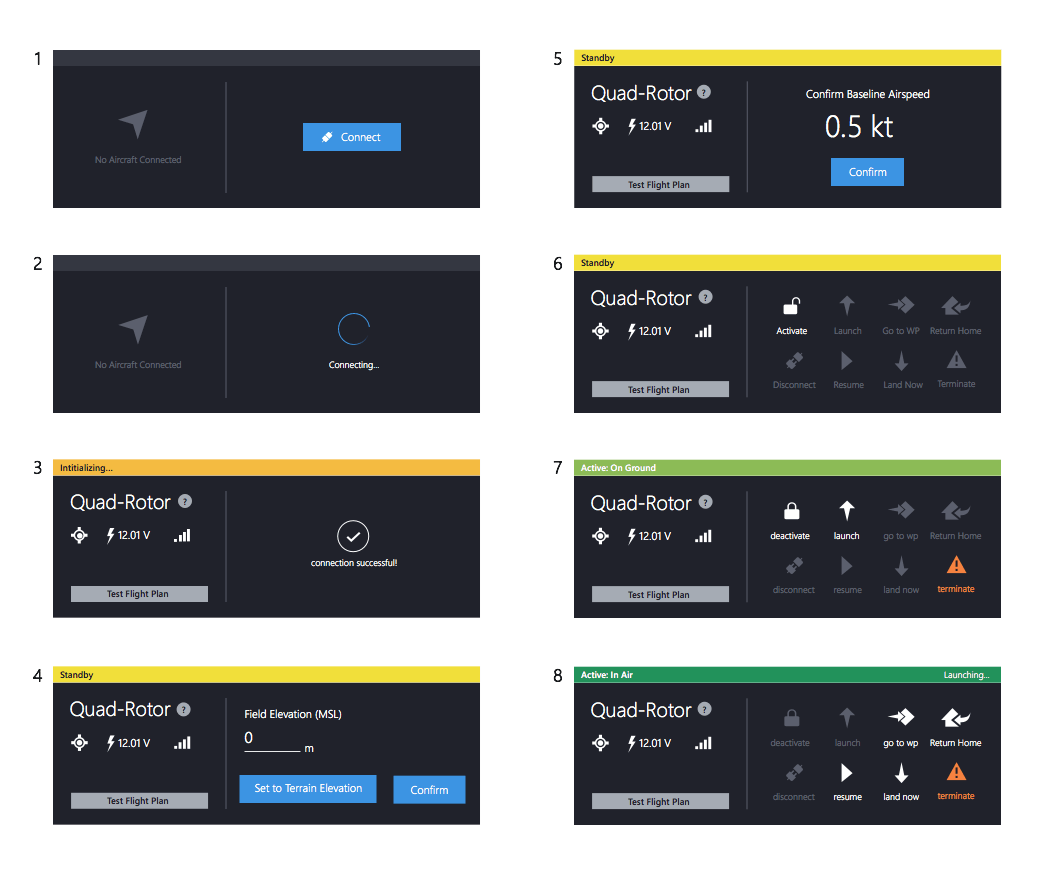 1
No Aircraft Connected
Connect
2
No Aircraft Connected
Connecting...
3
Intitializing...
Quad-Rotor ?
12.01 V
connection successful!
Test Flight Plan
4
Standby
Quad-Rotor ?
Field Elevation (MSL)
12.01 V
0 m
Set to Terrain Elevation Confirm
Test Flight Plan
5
Standby
Quad-Rotor ?
Confirm Baseline Airspeed
12.01 V
0.5 kt
Confirm
Test Flight Plan
6
Standby
Quad-Rotor ?
12.01 V
Activate Launch Go to WP Return Home
Disconnect Resume Land Now Terminate
Test Flight Plan
7
Active: On Ground
Quad-Rotor ?
12.01 V
deactivate launch go to wp Return Home
disconnect resume land now terminate
Test Flight Plan
8
Active: In Air Launching...
Quad-Rotor ?
12.01 V
deactivate launch go to wp Return Home
disconnect resume land now terminate
Test Flight Plan